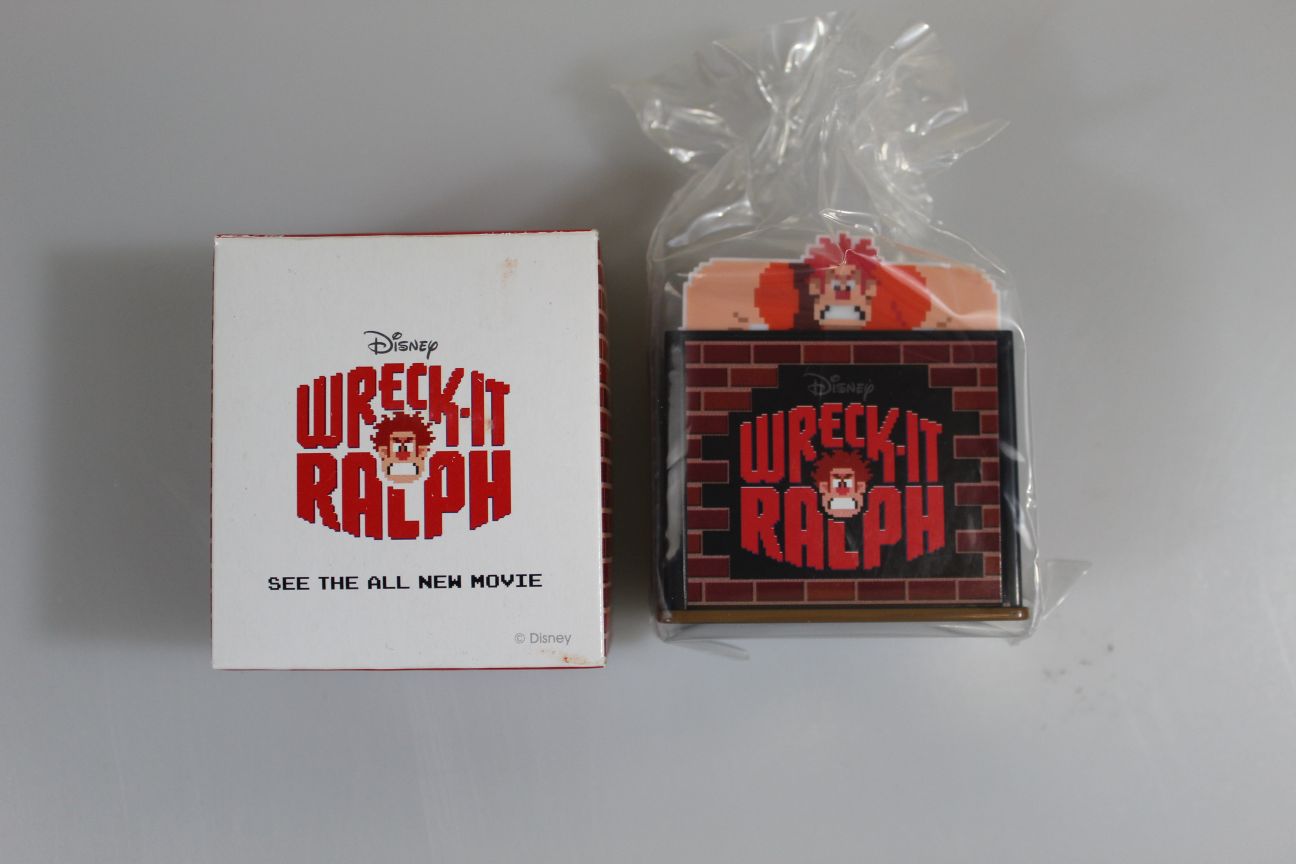 Disney
WRECK-IT
RALPH
SEE THE ALL NEW MOVIE
© Disney
Disney
WRECK-IT
RALPH